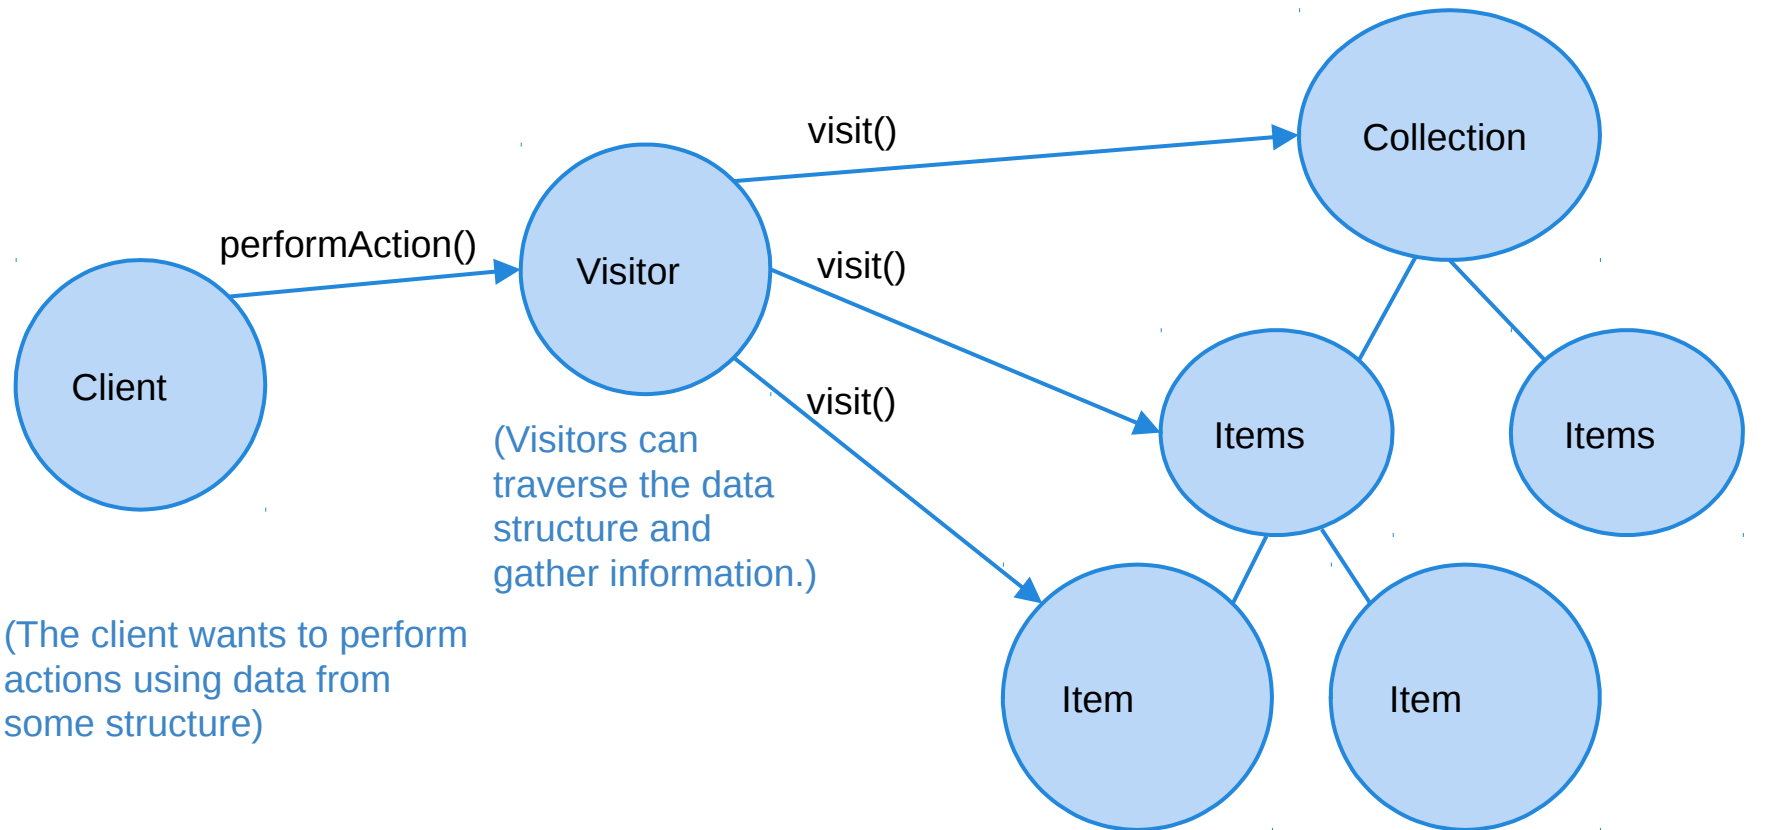 visit()
Collection
performAction()
visit()
Visitor
Client
visit()
Items
Items
(Visitors can
traverse the data
structure and
gather information.)
(The client wants to perform
actions using data from
some structure)
Item
Item